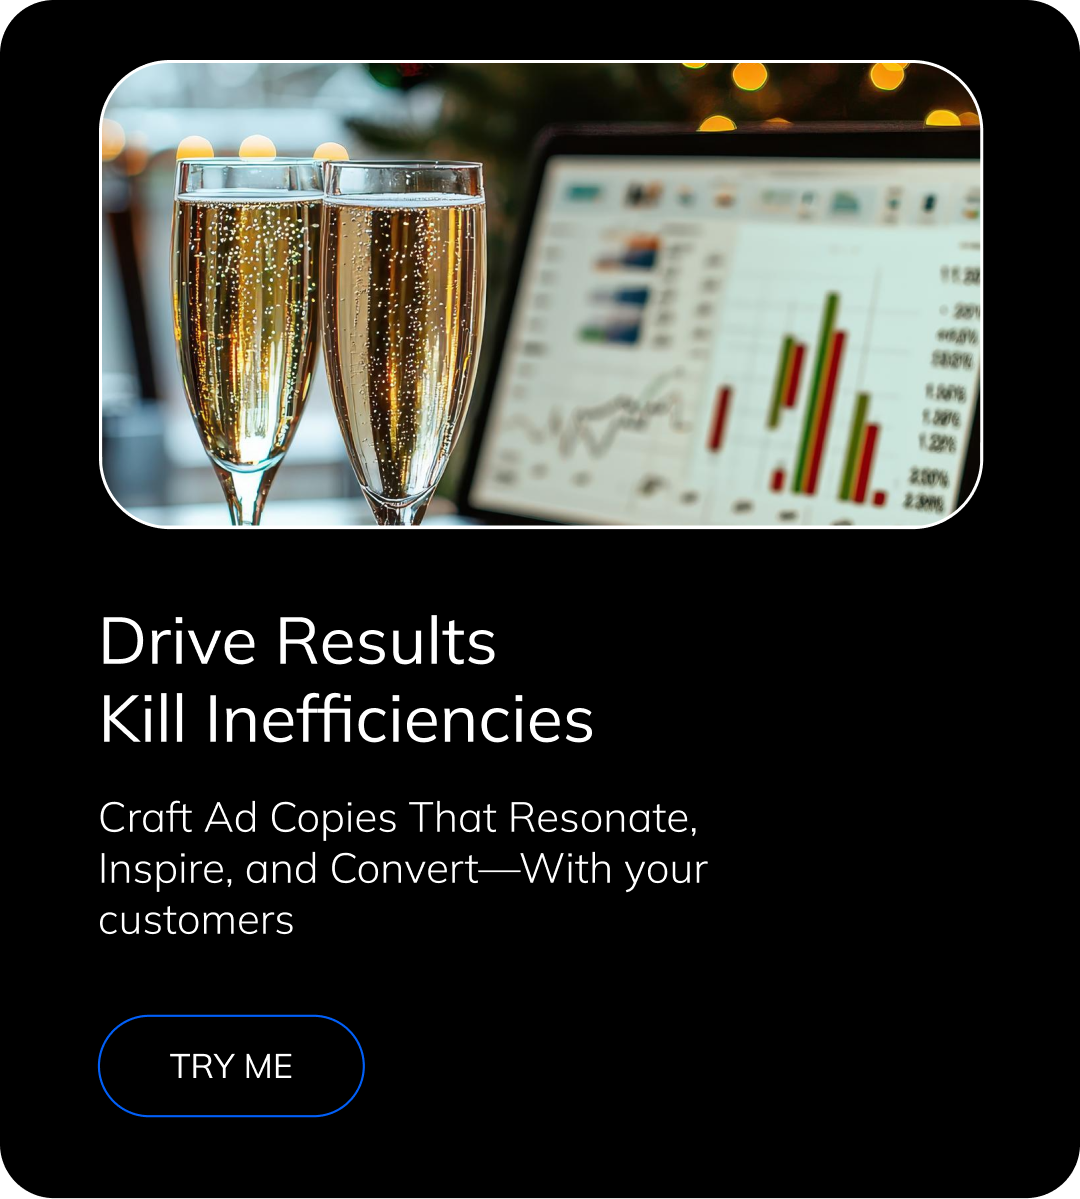 Drive Results
Kill Inefficiencies
Craft Ad Copies That Resonate,
Inspire, and Convert—With your
customers
TRY ME